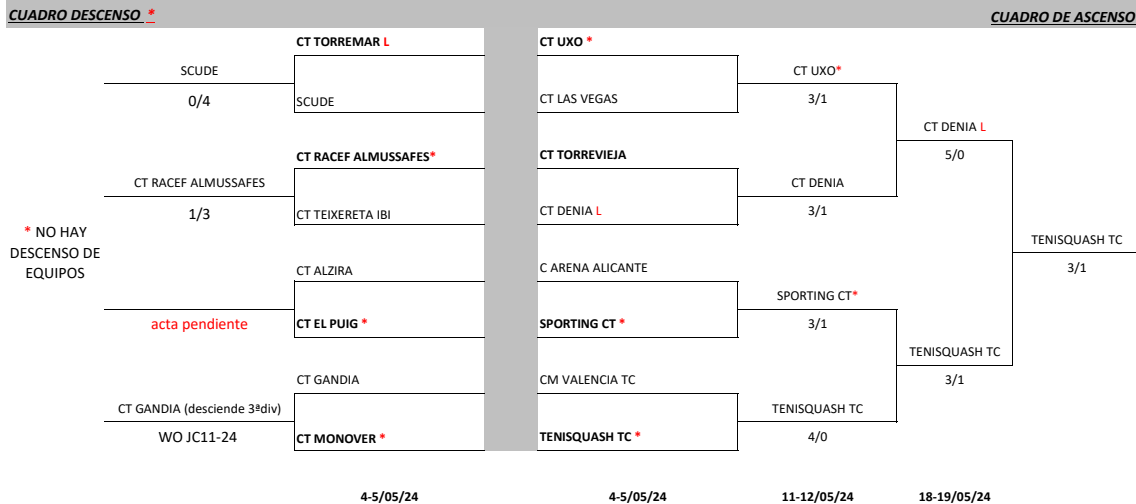 CUADRO DESCENSO *
CUADRO DE ASCENSO
CT TORREMAR L
CT UXO *
SCUDE
CT UXO*
0/4
SCUDE
CT LAS VEGAS
3/1
CT DENIA L
CT RACEF ALMUSSAFES*
CT TORREVIEJA
5/0
CT RACEF ALMUSSAFES
CT DENIA
1/3
CT TEIXERETA IBI
CT DENIA L
3/1
* NO HAY
DESCENSO DE
EQUIPOS
TENISQUASH TC
3/1
CT ALZIRA
C ARENA ALICANTE
SPORTING CT*
acta pendiente
CT EL PUIG *
SPORTING CT *
3/1
TENISQUASH TC
CT GANDIA
CM VALENCIA TC
3/1
CT GANDIA (desciende 3ªdiv)
TENISQUASH TC
WO JC11-24
CT MONOVER *
TENISQUASH TC *
4/0
4-5/05/24
4-5/05/24
11-12/05/24
18-19/05/24